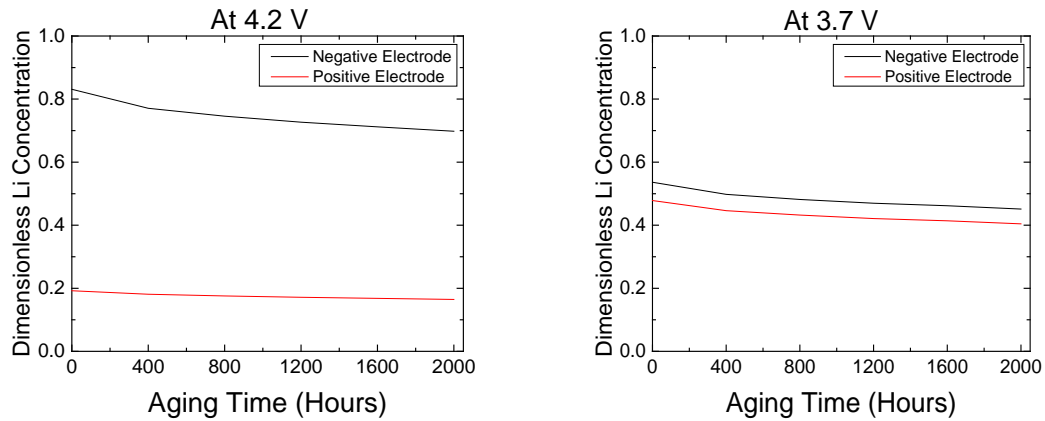 At 4.2 V
1.0
0.8
0.6
0.4
0.2
0.0
Dimensionless Li Concentration
Negative Electrode
Positive Electrode
0 400 800 1200 1600 2000
Aging Time (Hours)
At 3.7 V
1.0
0.8
0.6
0.4
0.2
0.0
Dimensionless Li Concentration
Negative Electrode
Positive Electrode
0 400 800 1200 1600 2000
Aging Time (Hours)